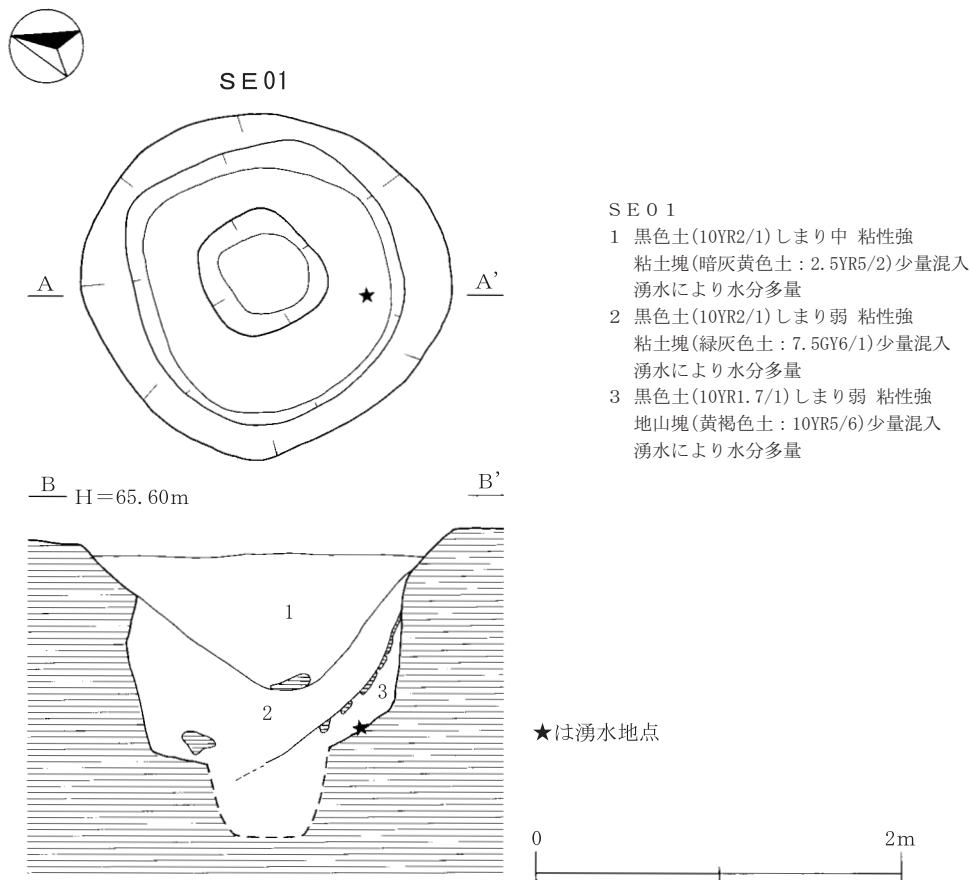 SE01
A
A’
SE01
1 黒色土(10YR2/1)しまり中 粘性強
粘土塊(暗灰黄色土：2.5YR5/2)少量混入
湧水により水分多量
2 黒色土(10YR2/1)しまり弱 粘性強
粘土塊(緑灰色土：7.5GY6/1)少量混入
湧水により水分多量
3 黒色土(10YR1.7/1)しまり弱 粘性強
地山塊(黄褐色土：10YR5/6)少量混入
湧水により水分多量
B
H＝65.60m
B’
1
2
3
★は湧水地点
0
2m